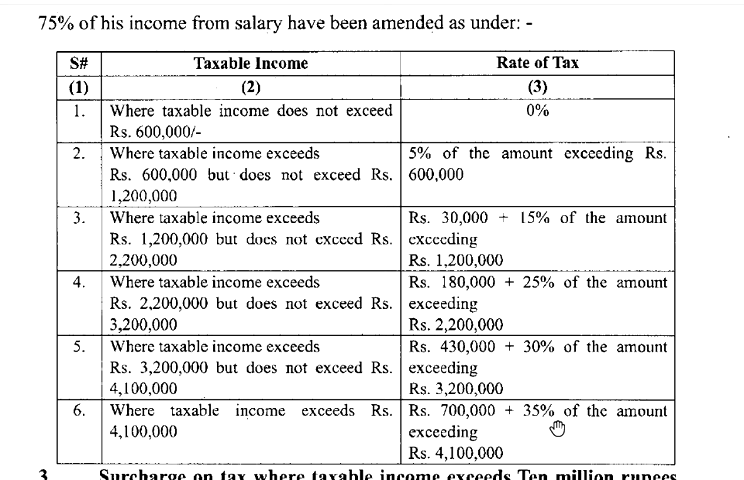 75% of his income from salary have been amended as under: -
S# Taxable Income Rate of Tax
(1) (2) (3)
1. Where taxable income does not exceed 0%
Rs. 600,000/-
2. Where taxable income exceeds 5% of the amount exceeding Rs.
Rs. 600,000 but does not exceed Rs. 600,000
1,200,000
3. Where taxable income exceeds Rs. 30,000 + 15% of the amount
Rs. 1,200,000 but does not exceed Rs. exceeding
2,200,000 Rs. 1,200,000
4. Where taxable income exceeds Rs. 180,000 + 25% of the amount
Rs. 2,200,000 but does not exceed Rs. exceeding
3,200,000 Rs. 2,200,000
5. Where taxable income exceeds Rs. 430,000 + 30% of the amount
Rs. 3,200,000 but does not exceed Rs. exceeding
4,100,000 Rs. 3,200,000
6. Where taxable income exceeds Rs. Rs. 700,000 + 35% of the amount
4,100,000 exceeding
Rs. 4,100,000
3 Surcharge on tax where taxable income exceeds Ten million rupees